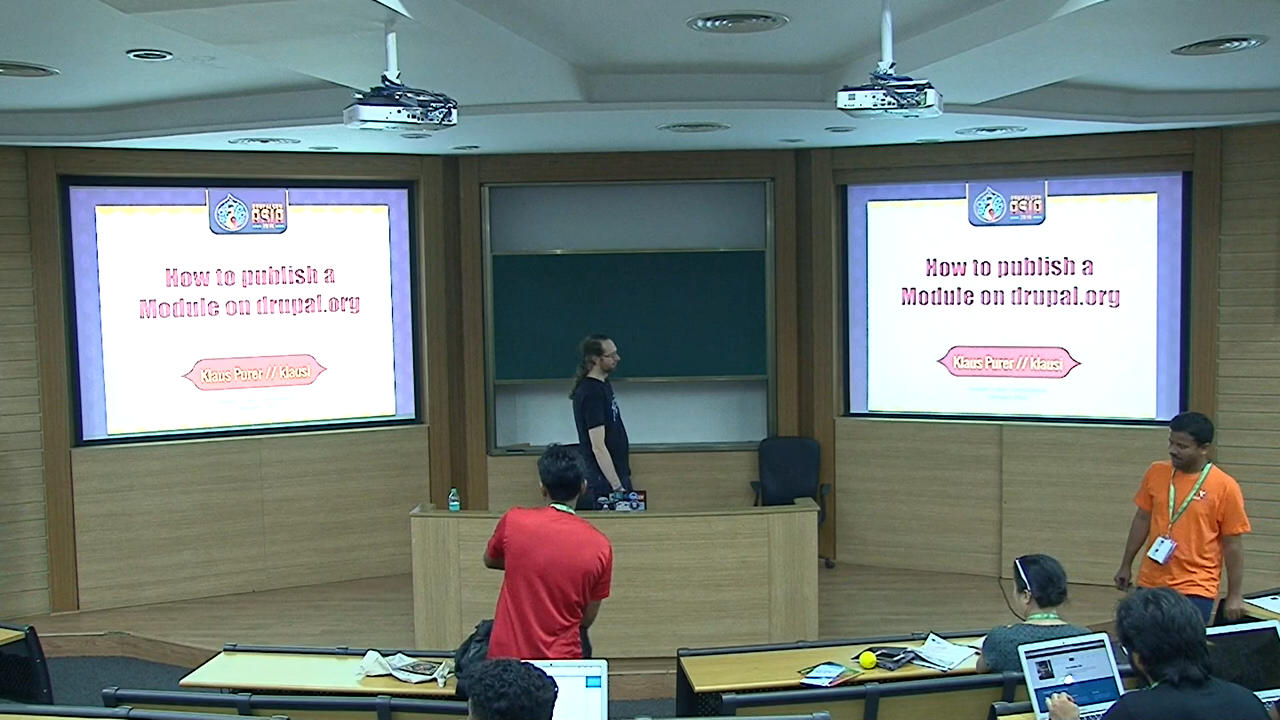 How to publish a
Module on drupal.org
Klaus Purer // klausi
How to publish a
Module on drupal.org
Klaus Purer // klausi